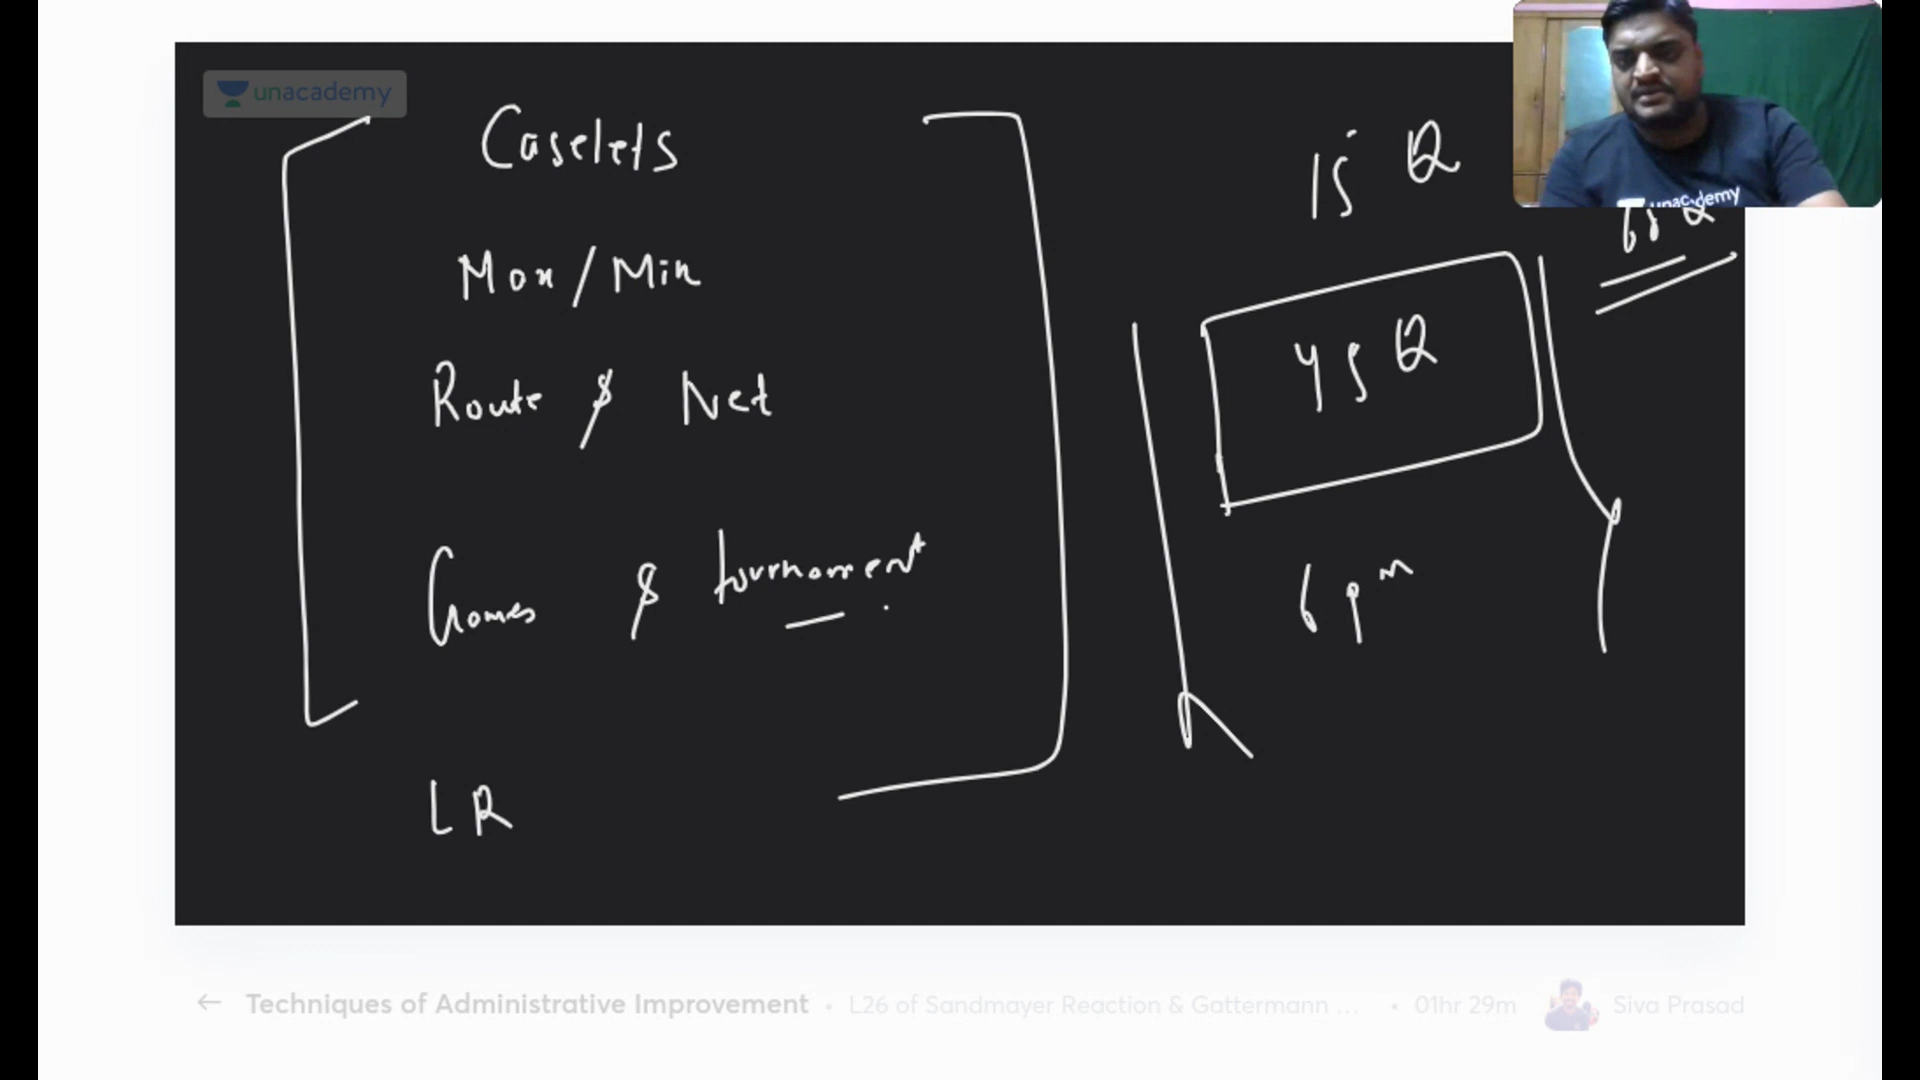 unacademy
Caselets
Max/Min
Route & Net
Games & tournament
LR
15 Q
45 Q
6 pm
unacademy
Techniques of Administrative Improvement • L26 of Sandmayer Reaction & Gattermann ... • 01hr 29m Siva Prasad